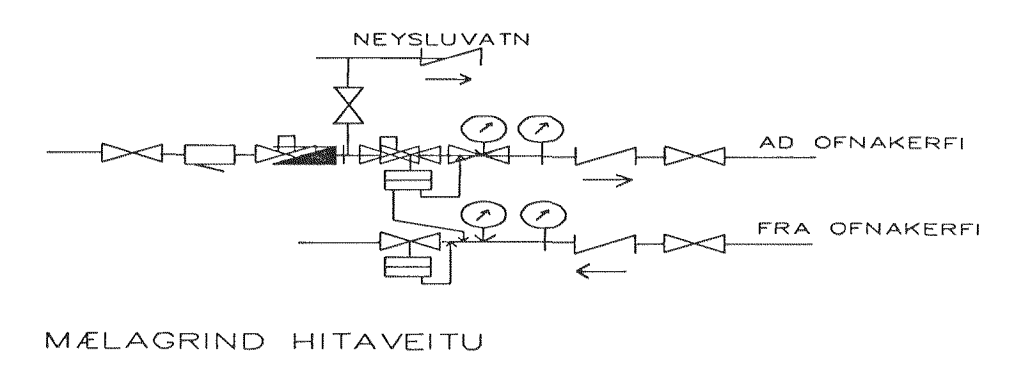 NEYSLUVATN
AD OFNAKERFI
FRA OFNAKERFI
MÆLAGRIND HITAVEITU